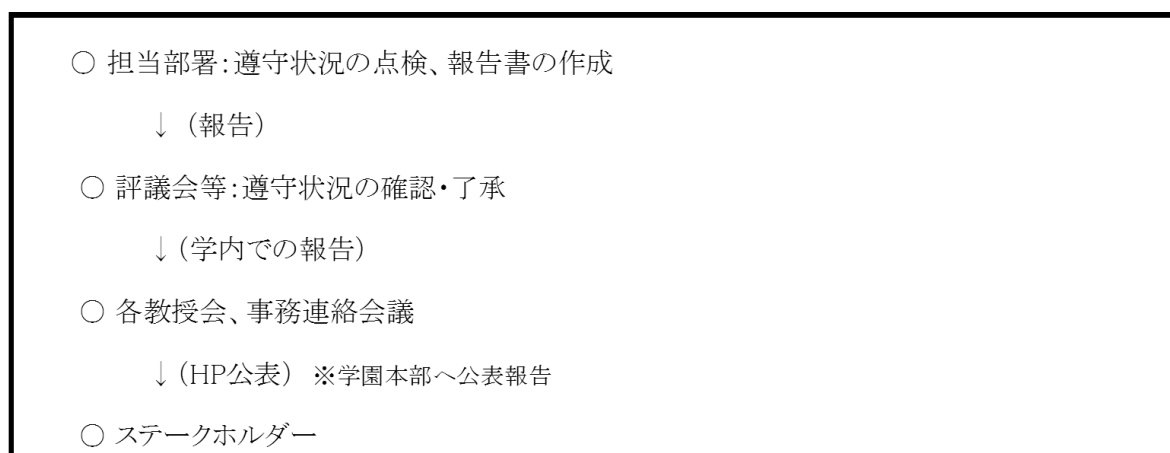 ○ 担当部署：遵守状況の点検、報告書の作成
↓ （報告）
○ 評議会等：遵守状況の確認・了承
↓（学内での報告）
○ 各教授会、事務連絡会議
↓（HP公表） ※学園本部へ公表報告
○ ステークホルダー